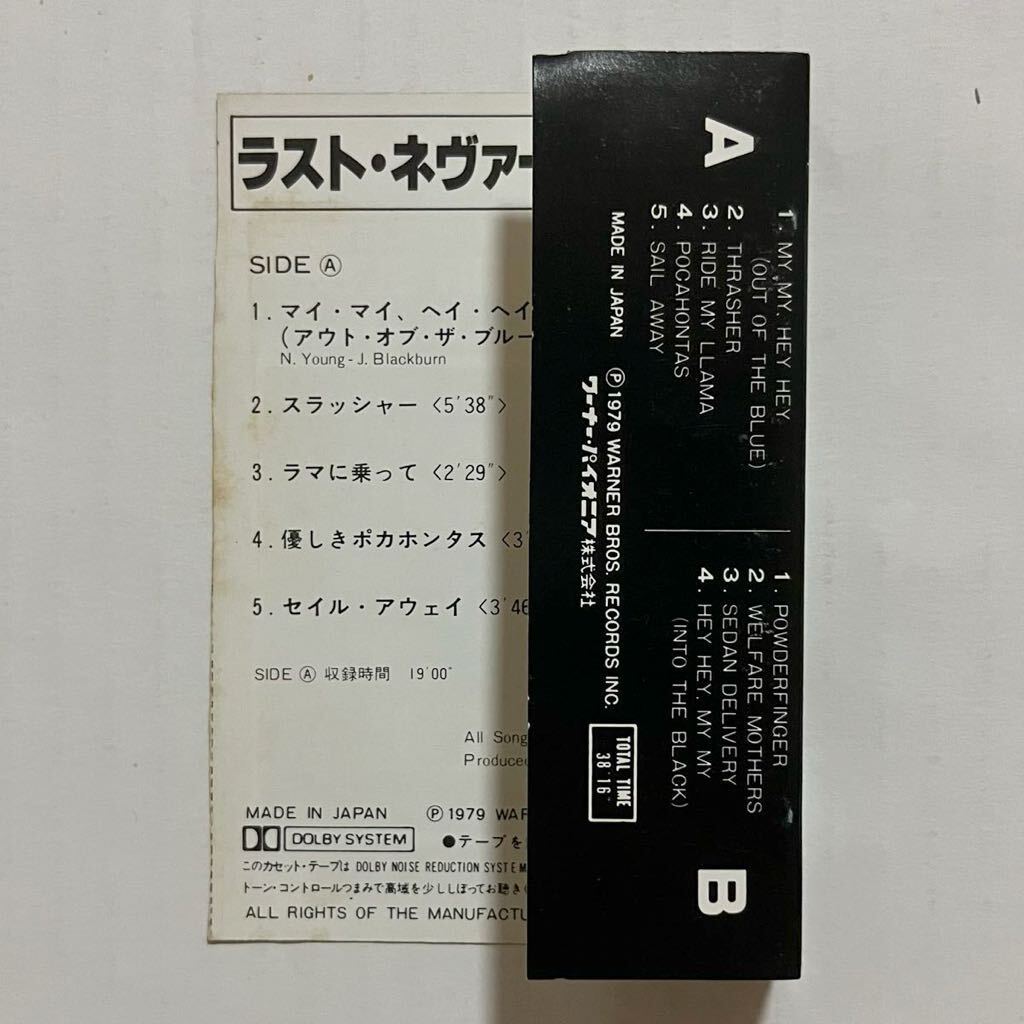 ラスト・ネヴァー
SIDE Ⓐ
1. マイ・マイ、ヘイ・ヘイ
(アウト・オブ・ザ・ブルー
N. Young - J. Blackburn
2. スラッシャー 〈5'38"〉
3. ラマに乗って 〈2'29"〉
4. 優しきポカホンタス 〈3'
5. セイル・アウェイ 〈3'46
SIDE Ⓐ 収録時間 19'00"
All Song
Produced
MADE IN JAPAN ℗1979 WAR
DOLBY SYSTEM ●テープを
このカセット・テープは DOLBY NOISE REDUCTION SYSTEM
トーン・コントロールつまみで高域を少ししぼってお聴き
ALL RIGHTS OF THE MANUFACTU
A
1. MY MY, HEY HEY
(OUT OF THE BLUE)
2. THRASHER
3. RIDE MY LLAMA
4. POCAHONTAS
5. SAIL AWAY
B
1. POWDERFINGER
2. WELFARE MOTHERS
3. SEDAN DELIVERY
4. HEY HEY, MY MY
(INTO THE BLACK)
MADE IN JAPAN ℗1979 WARNER BROS. RECORDS INC.
ワーナー・パイオニア株式会社
TOTAL TIME
38'16"